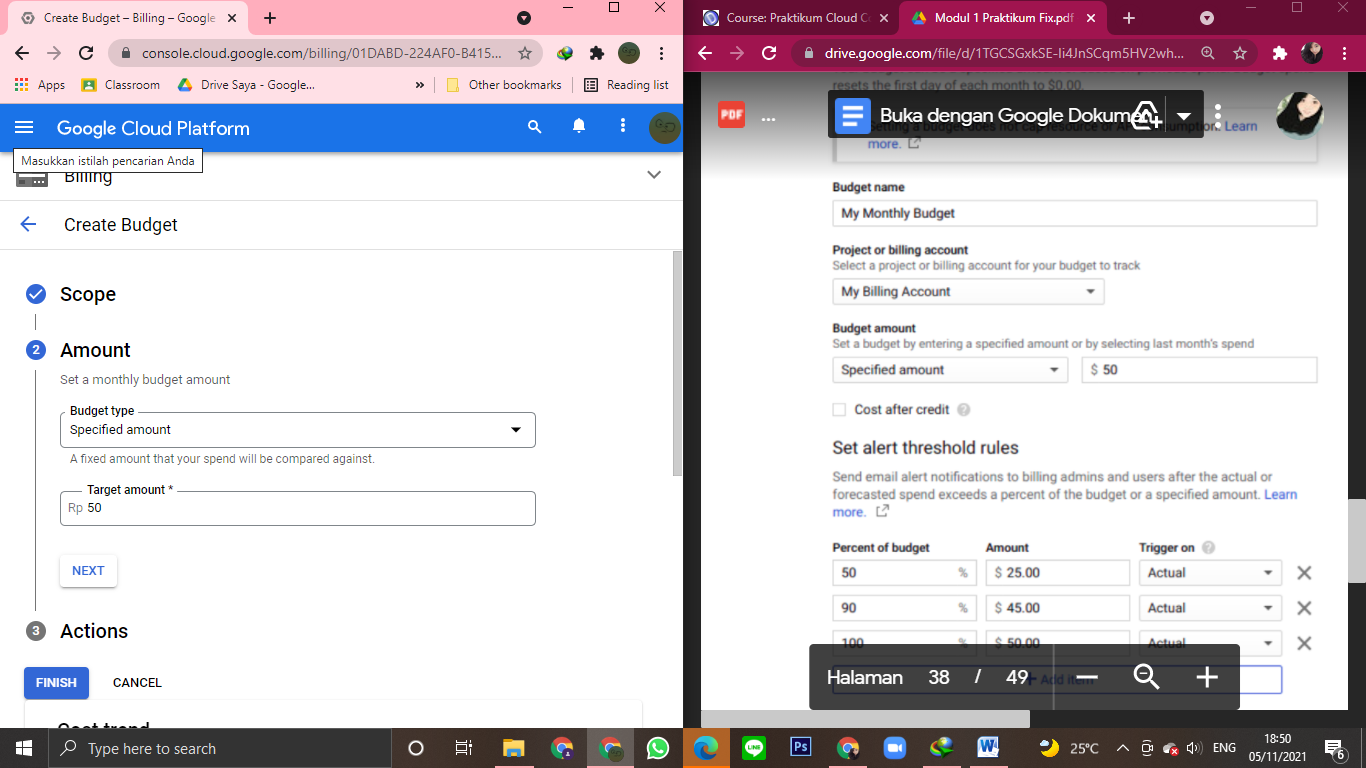 Create Budget – Billing – Google
console.cloud.google.com/billing/01DABD-224AF0-B415...
Apps
Classroom
Drive Saya - Google...
»
Other bookmarks
Reading list
Google Cloud Platform
Masukkan istilah pencarian Anda
Billing
Create Budget
Scope
2
Amount
Set a monthly budget amount
Budget type
Specified amount
A fixed amount that your spend will be compared against.
Target amount *
Rp 50
NEXT
3
Actions
FINISH
CANCEL
Cost trend
Course: Praktikum Cloud C
Modul 1 Praktikum Fix.pdf
drive.google.com/file/d/1TGCSGxkSE-Ii4JnSCqm5HV2wh...
resets the first day of each month to $0.00.
PDF
...
Buka dengan Google Dokumen
Setting a budget does not cap resource or API consumption. Learn
more.
Budget name
My Monthly Budget
Project or billing account
Select a project or billing account for your budget to track
My Billing Account
Budget amount
Set a budget by entering a specified amount or by selecting last month's spend
Specified amount
$ 50
Cost after credit
Set alert threshold rules
Send email alert notifications to billing admins and users after the actual or
forecasted spend exceeds a percent of the budget or a specified amount. Learn
more.
Percent of budget Amount Trigger on
50 % $ 25.00 Actual
90 % $ 45.00 Actual
100 % $ 50.00 Actual
+ Add item
Halaman 38 / 49
Type here to search
LINE
Ps
W
25°C
ENG
18:50
05/11/2021
6